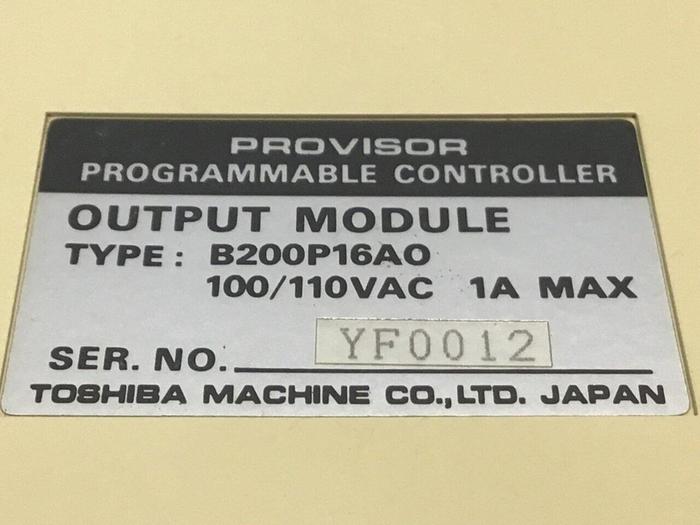 PROVISOR
PROGRAMMABLE CONTROLLER
OUTPUT MODULE
TYPE: B200P16AO
100/110VAC 1A MAX
SER. NO. YF0012
TOSHIBA MACHINE CO.,LTD. JAPAN